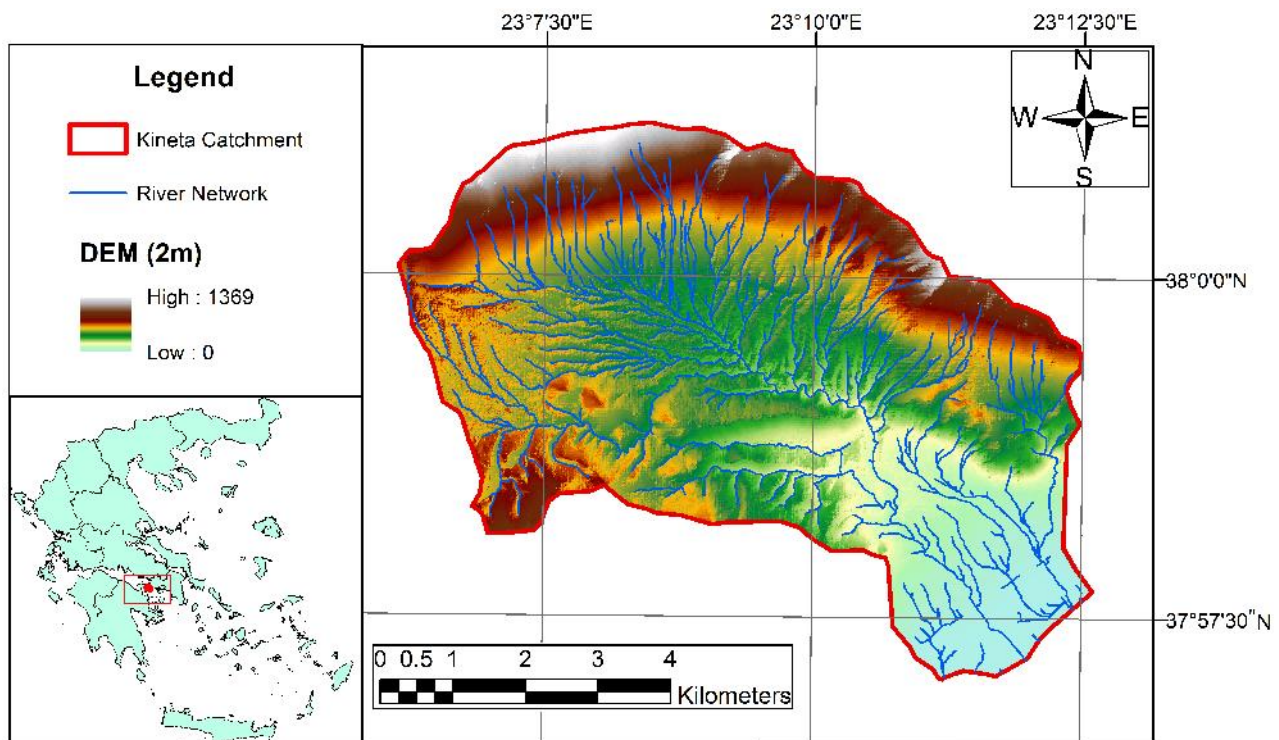 23°7'30"E 23°10'0"E 23°12'30"E
Legend
Kineta Catchment
River Network
DEM (2m)
High : 1369
Low : 0
N
W E
S
38°0'0"N
37°57'30"N
0 0.5 1 2 3 4
Kilometers